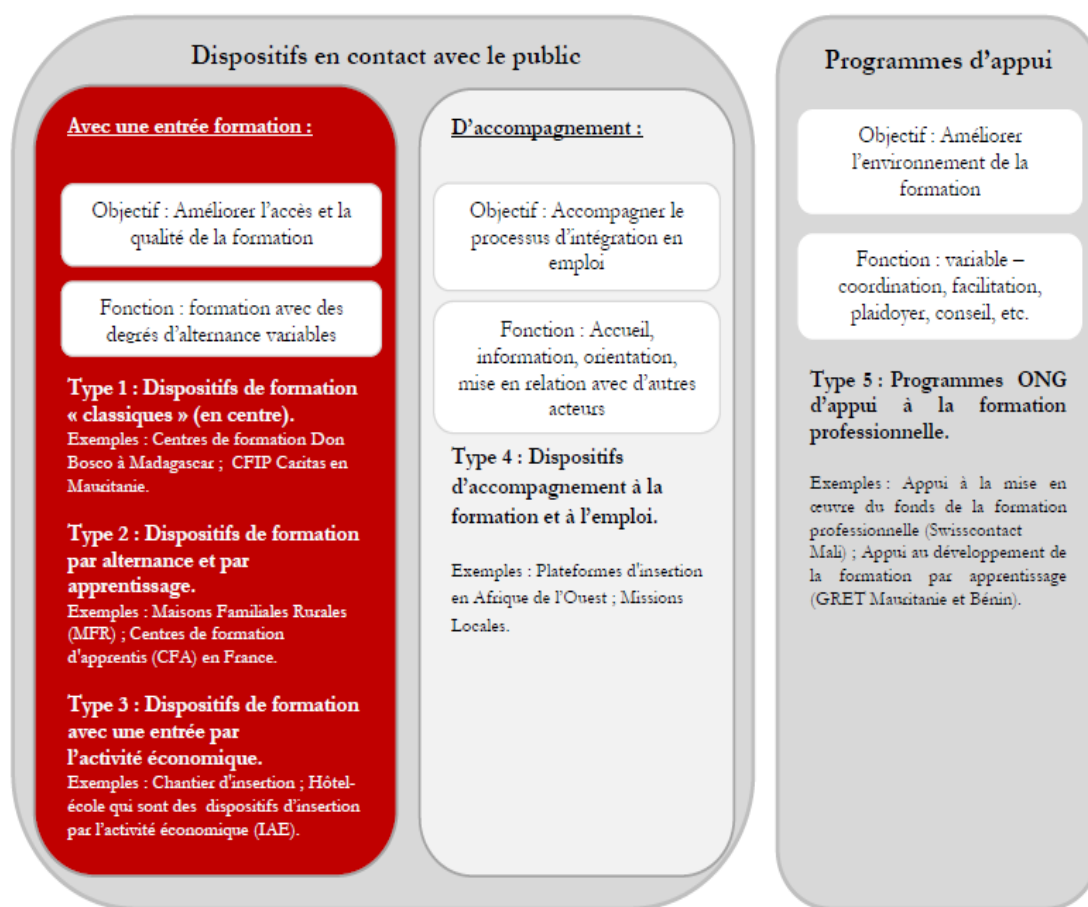 Dispositifs en contact avec le public
Avec une entrée formation :
Objectif : Améliorer l'accès et la
qualité de la formation
Fonction : formation avec des
degrés d'alternance variables
Type 1 : Dispositifs de formation
« classiques » (en centre).
Exemples : Centres de formation Don
Bosco à Madagascar ; CFIP Caritas en
Mauritanie.
Type 2 : Dispositifs de formation
par alternance et par
apprentissage.
Exemples : Maisons Familiales Rurales
(MFR) ; Centres de formation
d'apprentis (CFA) en France.
Type 3 : Dispositifs de formation
avec une entrée par
l'activité économique.
Exemples : Chantier d'insertion ; Hôtel-
école qui sont des dispositifs d'insertion
par l'activité économique (IAE).
D'accompagnement :
Objectif : Accompagner le
processus d'intégration en
emploi
Fonction : Accueil,
information, orientation,
mise en relation avec d'autres
acteurs
Type 4 : Dispositifs
d'accompagnement à la
formation et à l'emploi.
Exemples : Plateformes d'insertion
en Afrique de l'Ouest ; Missions
Locales.
Programmes d'appui
Objectif : Améliorer
l'environnement de la
formation
Fonction : variable –
coordination, facilitation,
plaidoyer, conseil, etc.
Type 5 : Programmes ONG
d'appui à la formation
professionnelle.
Exemples : Appui à la mise en
œuvre du fonds de la formation
professionnelle (Swisscontact
Mali) ; Appui au développement de
la formation par apprentissage
(GRET Mauritanie et Bénin).